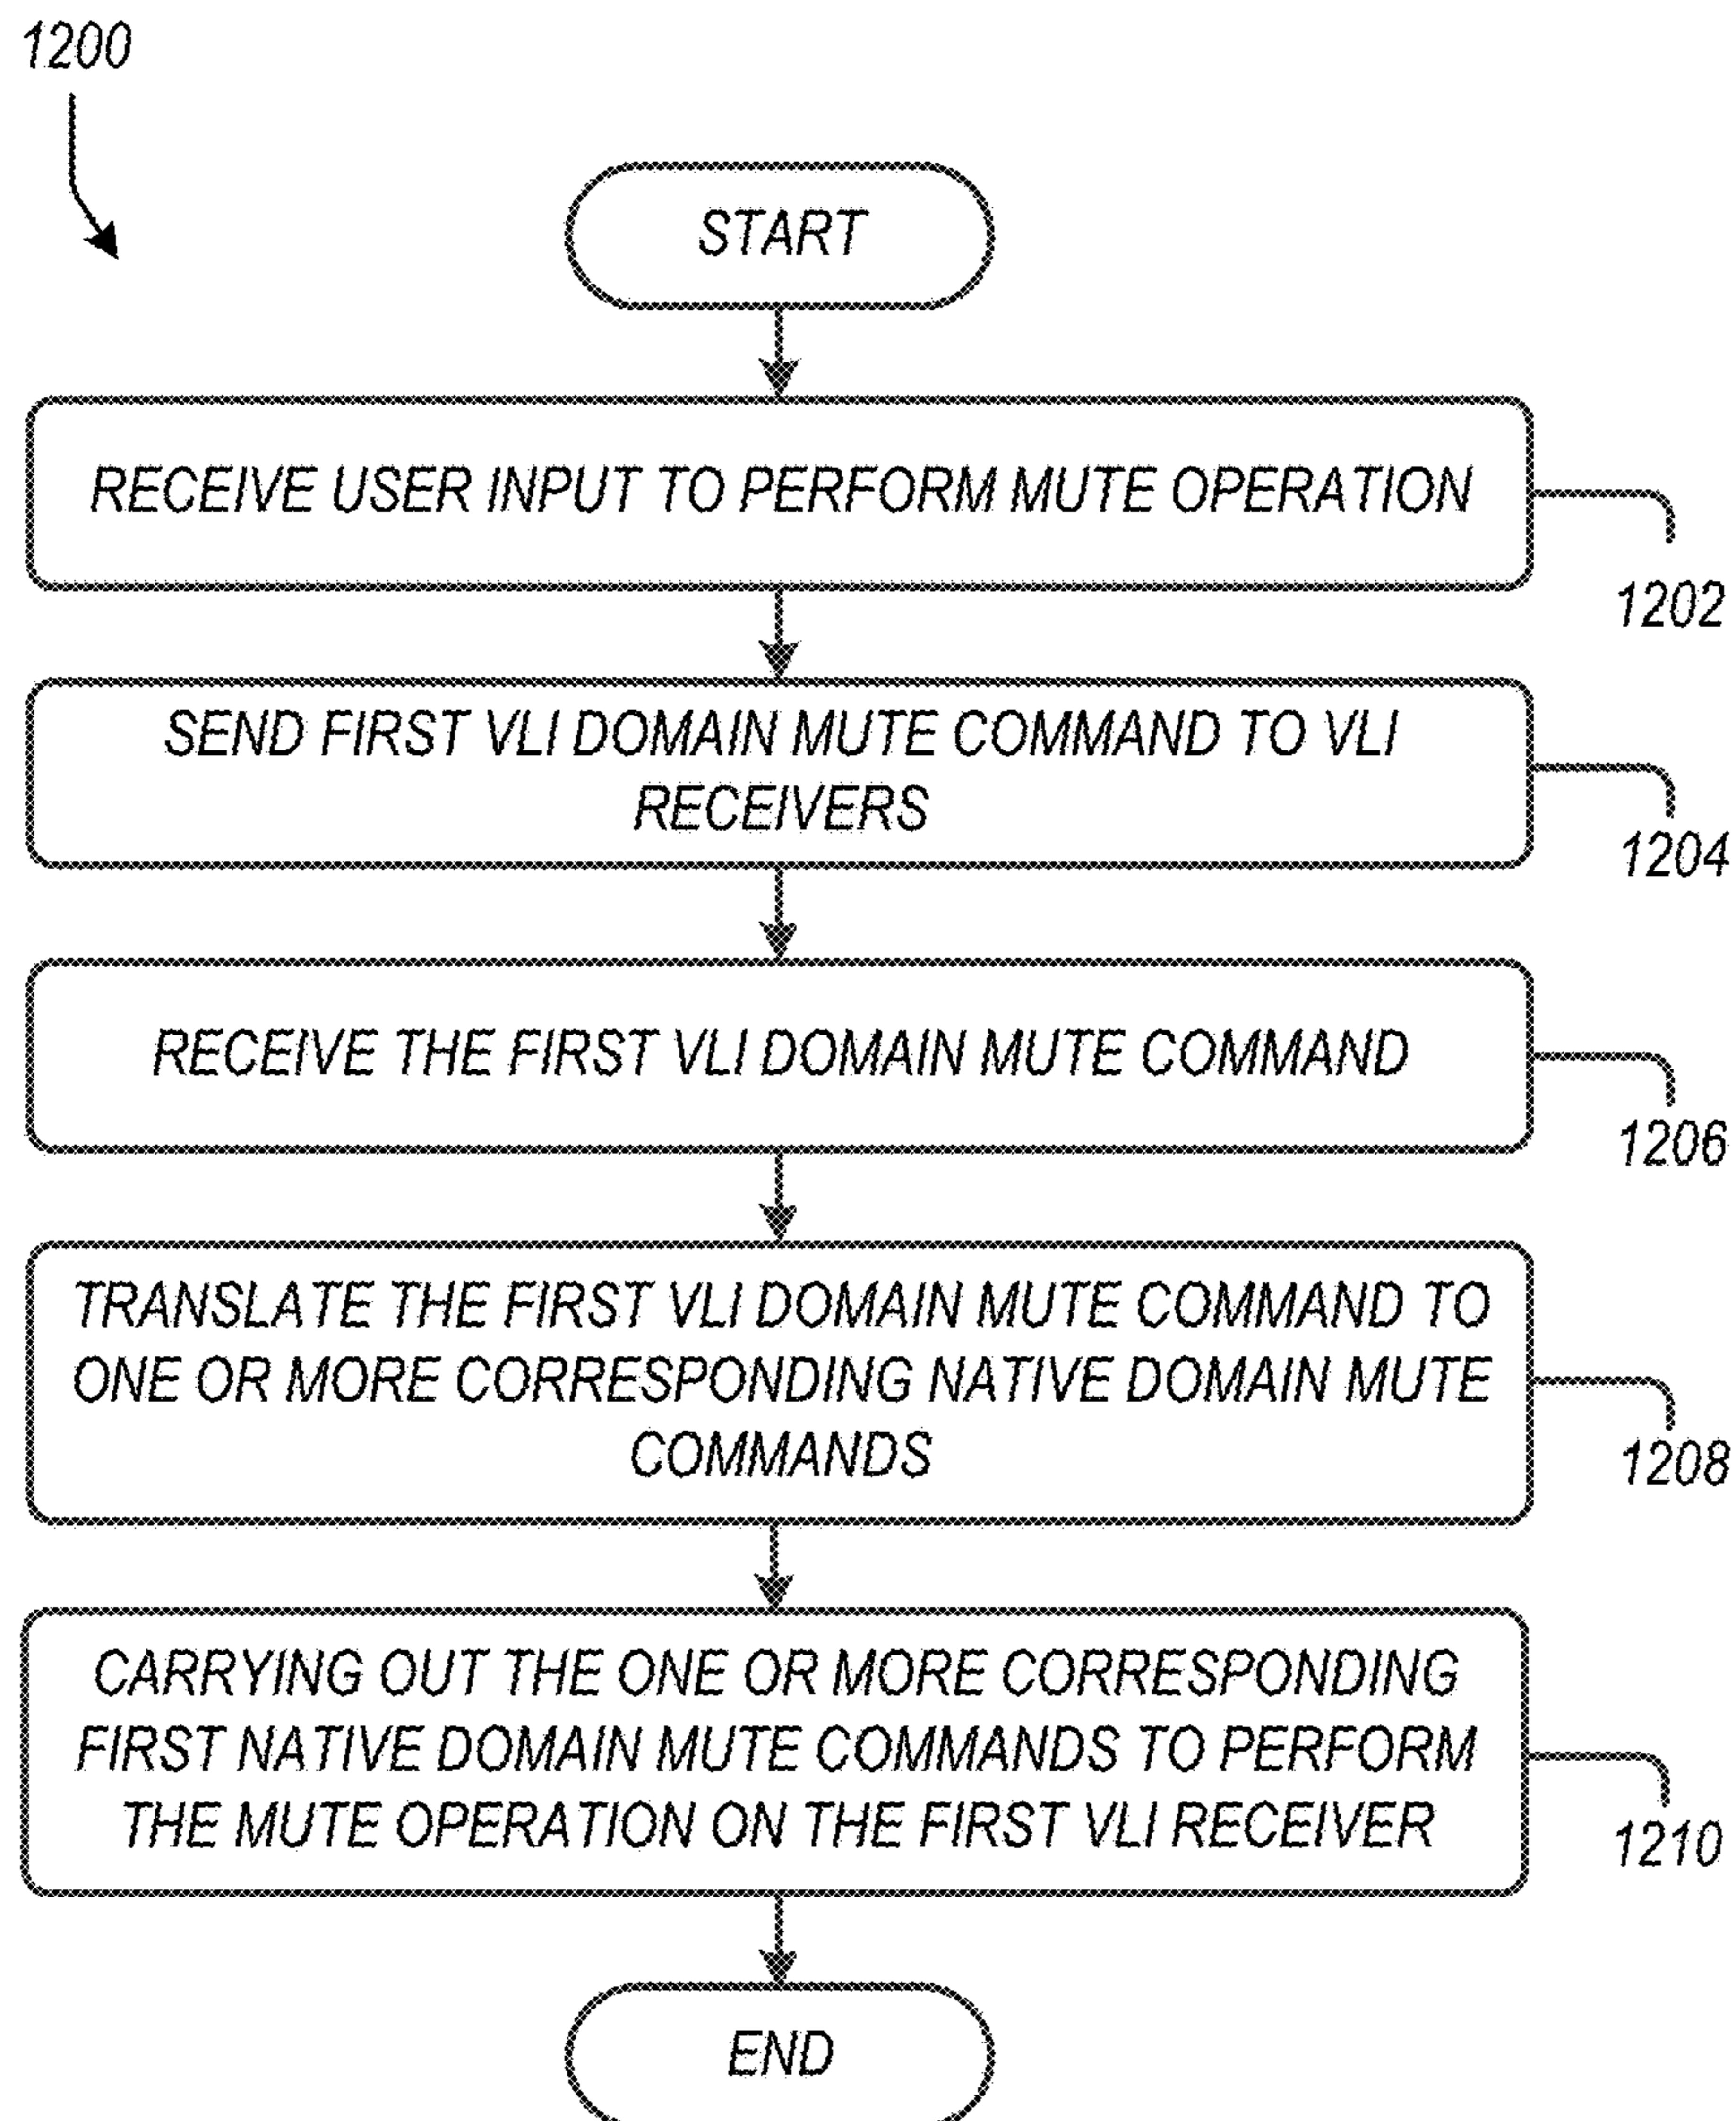 1200
START
RECEIVE USER INPUT TO PERFORM MUTE OPERATION
1202
SEND FIRST VLI DOMAIN MUTE COMMAND TO VLI
RECEIVERS
1204
RECEIVE THE FIRST VLI DOMAIN MUTE COMMAND
1206
TRANSLATE THE FIRST VLI DOMAIN MUTE COMMAND TO
ONE OR MORE CORRESPONDING NATIVE DOMAIN MUTE
COMMANDS
1208
CARRYING OUT THE ONE OR MORE CORRESPONDING
FIRST NATIVE DOMAIN MUTE COMMANDS TO PERFORM
THE MUTE OPERATION ON THE FIRST VLI RECEIVER
1210
END